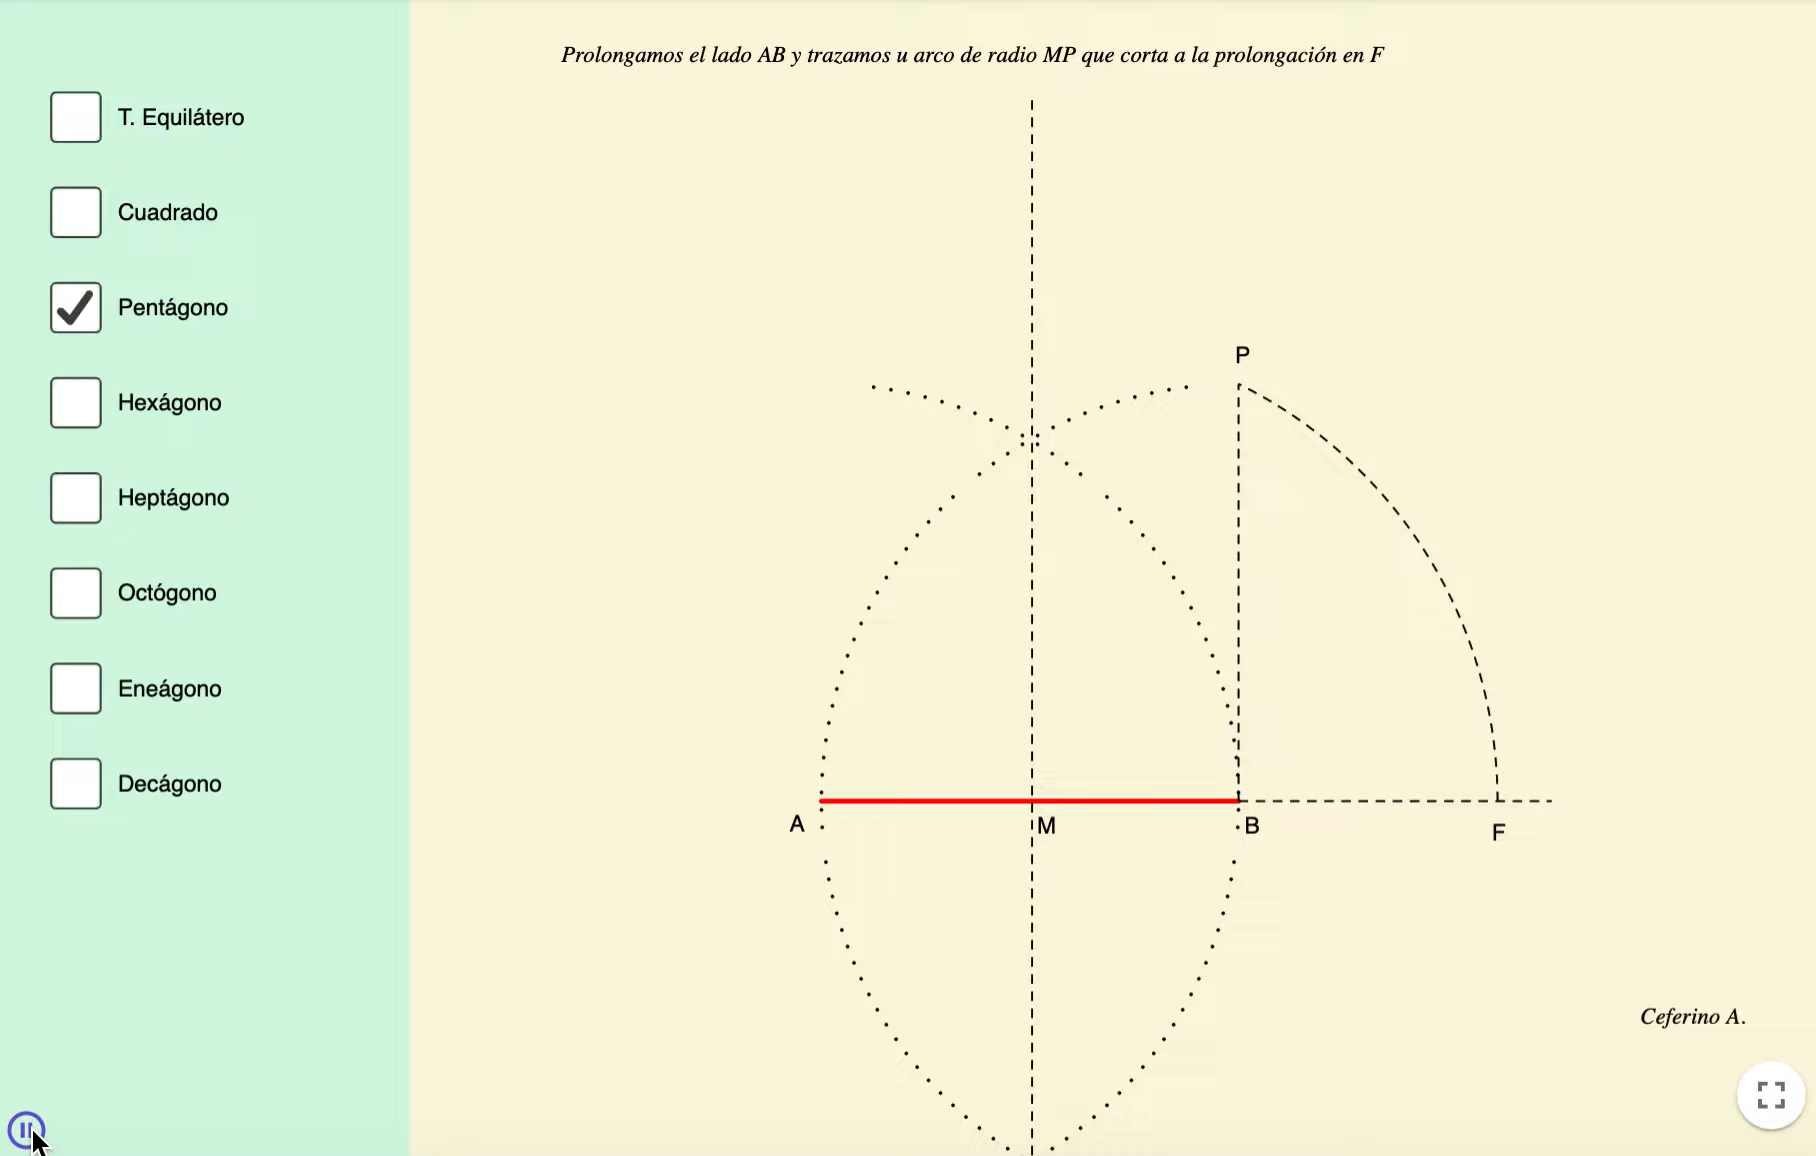 Prolongamos el lado AB y trazamos u arco de radio MP que corta a la prolongación en F
T. Equilátero
Cuadrado
Pentágono
Hexágono
Heptágono
Octógono
Eneágono
Decágono
P
A
M
B
F
Ceferino A.